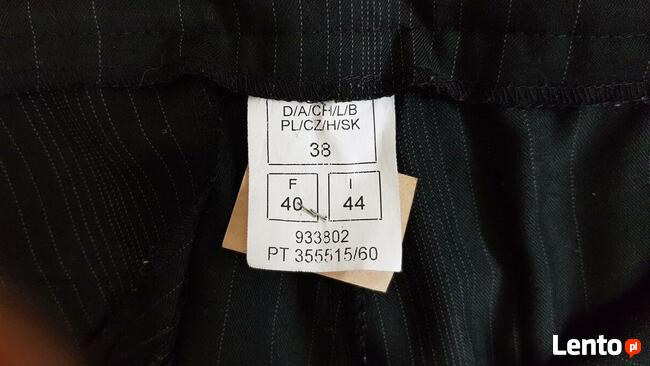 D/A/CH/L/B
PL/CZ/H/SK
38
F I
40 44
933802
PT 355515/60
Lento.pl